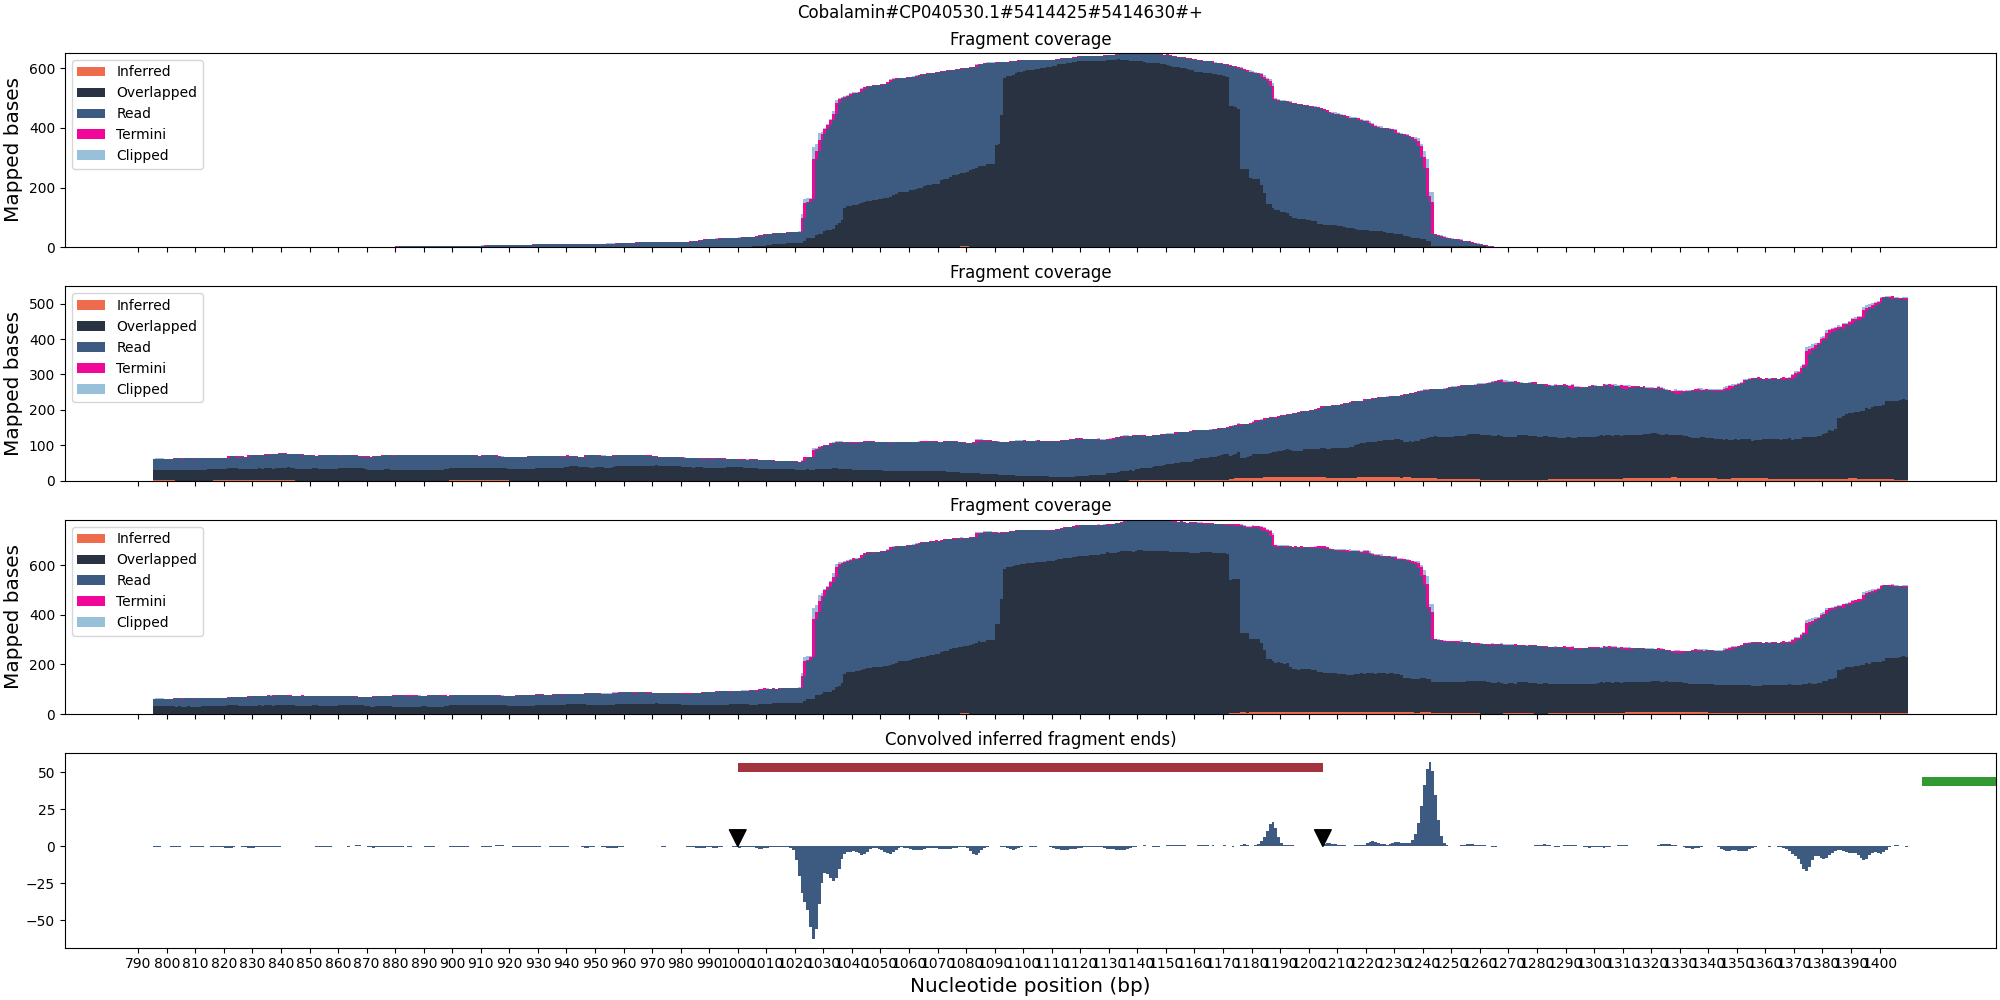 Cobalamin#CP040530.1#5414425#5414630#+
Fragment coverage
Mapped bases
600
400
200
0
Inferred
Overlapped
Read
Termini
Clipped
Fragment coverage
Mapped bases
500
400
300
200
100
0
Inferred
Overlapped
Read
Termini
Clipped
Fragment coverage
Mapped bases
600
400
200
0
Inferred
Overlapped
Read
Termini
Clipped
Convolved inferred fragment ends)
50
25
0
−25
−50
790 800 810 820 830 840 850 860 870 880 890 900 910 920 930 940 950 960 970 980 990 1000 1010 1020 1030 1040 1050 1060 1070 1080 1090 1100 1110 1120 1130 1140 1150 1160 1170 1180 1190 1200 1210 1220 1230 1240 1250 1260 1270 1280 1290 1300 1310 1320 1330 1340 1350 1360 1370 1380 1390 1400
Nucleotide position (bp)